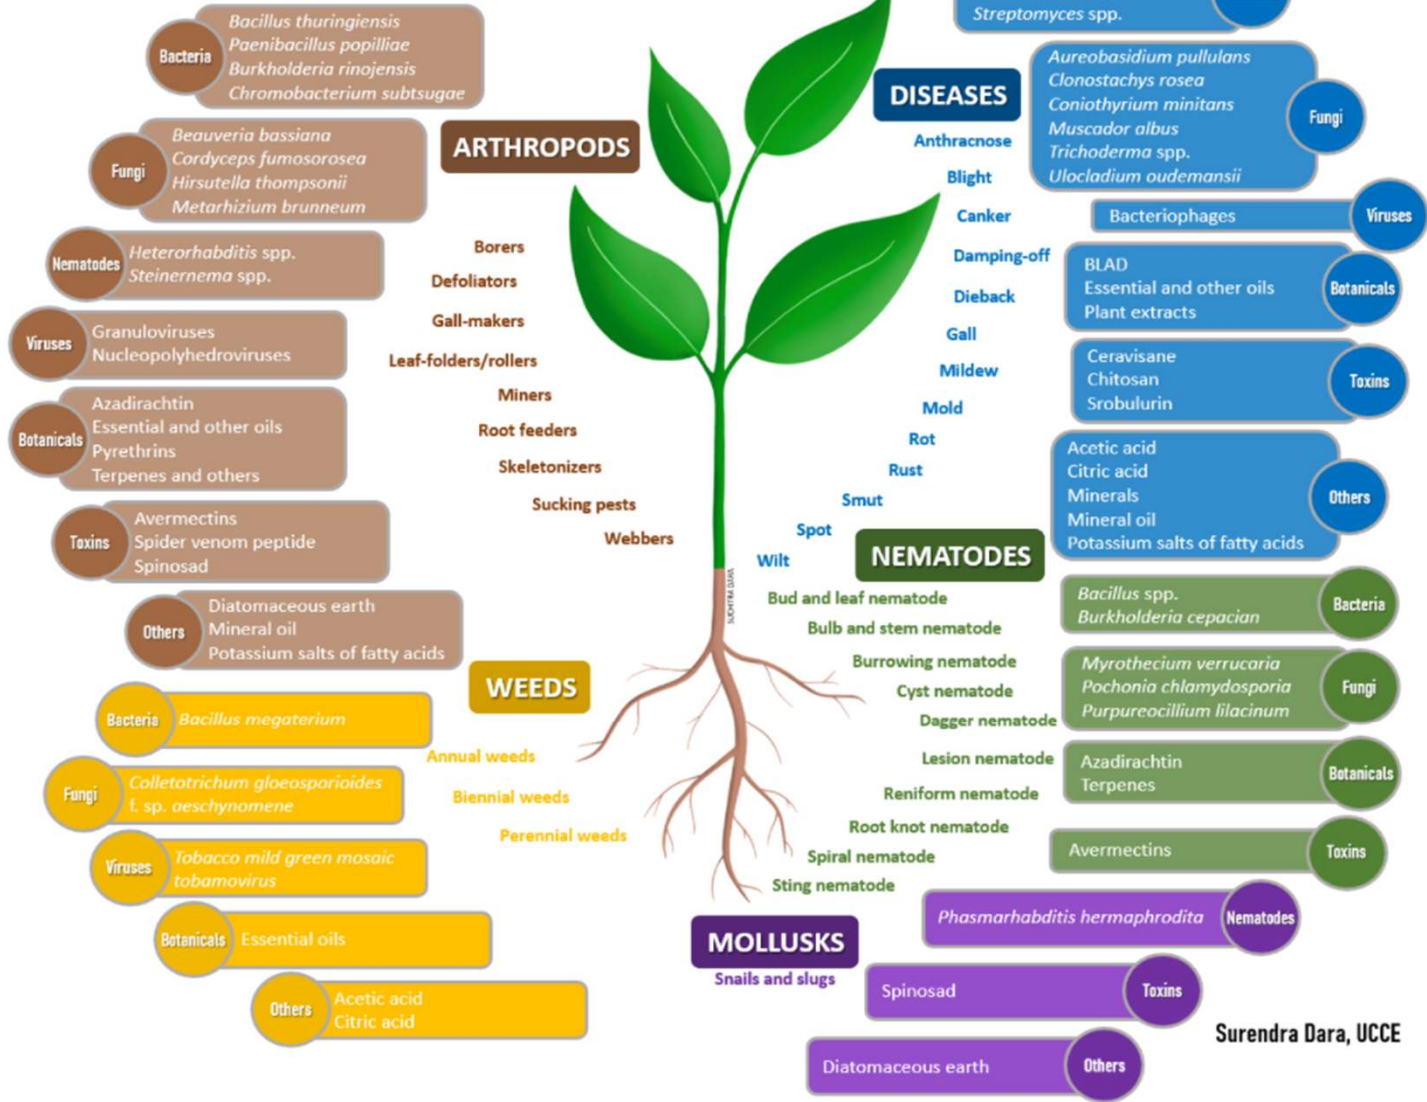 Bacteria
Bacillus thuringiensis
Paenibacillus popilliae
Burkholderia rinojensis
Chromobacterium subtsugae
Fungi
Beauveria bassiana
Cordyceps fumosorosea
Hirsutella thompsonii
Metarhizium brunneum
Nematodes
Heterorhabditis spp.
Steinernema spp.
Viruses
Granuloviruses
Nucleopolyhedroviruses
Botanicals
Azadirachtin
Essential and other oils
Pyrethrins
Terpenes and others
Toxins
Avermectins
Spider venom peptide
Spinosad
Others
Diatomaceous earth
Mineral oil
Potassium salts of fatty acids
ARTHROPODS
Borers
Defoliators
Gall-makers
Leaf-folders/rollers
Miners
Root feeders
Skeletonizers
Sucking pests
Webbers
WEEDS
Annual weeds
Biennial weeds
Perennial weeds
Bacteria
Bacillus megaterium
Fungi
Colletotrichum gloeosporioides
f. sp. aeschynomene
Viruses
Tobacco mild green mosaic
tobamovirus
Botanicals
Essential oils
Others
Acetic acid
Citric acid
SUCHITRA DARA
DISEASES
Anthracnose
Blight
Canker
Damping-off
Dieback
Gall
Mildew
Mold
Rot
Rust
Smut
Spot
Wilt
Streptomyces spp.
Aureobasidium pullulans
Clonostachys rosea
Coniothyrium minitans
Muscador albus
Trichoderma spp.
Ulocladium oudemansii
Fungi
Bacteriophages
Viruses
BLAD
Essential and other oils
Plant extracts
Botanicals
Ceravisane
Chitosan
Srobulurin
Toxins
Acetic acid
Citric acid
Minerals
Mineral oil
Potassium salts of fatty acids
Others
NEMATODES
Bud and leaf nematode
Bulb and stem nematode
Burrowing nematode
Cyst nematode
Dagger nematode
Lesion nematode
Reniform nematode
Root knot nematode
Spiral nematode
Sting nematode
Bacillus spp.
Burkholderia cepacian
Bacteria
Myrothecium verrucaria
Pochonia chlamydosporia
Purpureocillium lilacinum
Fungi
Azadirachtin
Terpenes
Botanicals
Avermectins
Toxins
MOLLUSKS
Snails and slugs
Phasmarhabditis hermaphrodita
Nematodes
Spinosad
Toxins
Diatomaceous earth
Others
Surendra Dara, UCCE